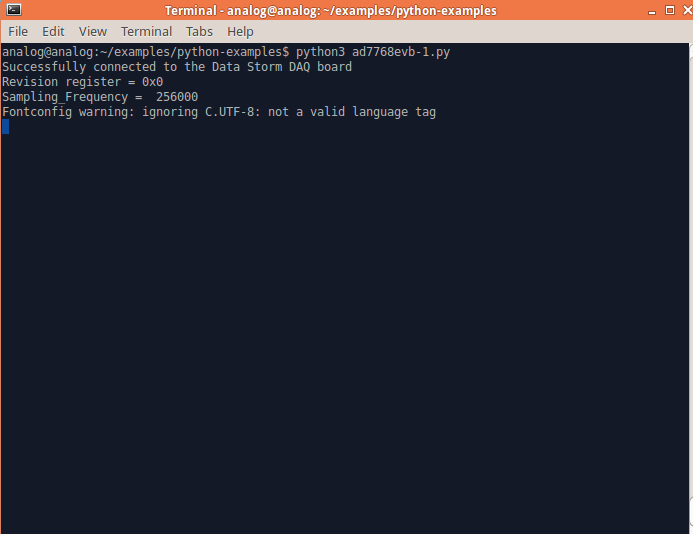 Terminal - analog@analog: ~/examples/python-examples
File Edit View Terminal Tabs Help
analog@analog:~/examples/python-examples$ python3 ad7768evb-1.py
Successfully connected to the Data Storm DAQ board
Revision register = 0x0
Sampling_Frequency =  256000
Fontconfig warning: ignoring C.UTF-8: not a valid language tag